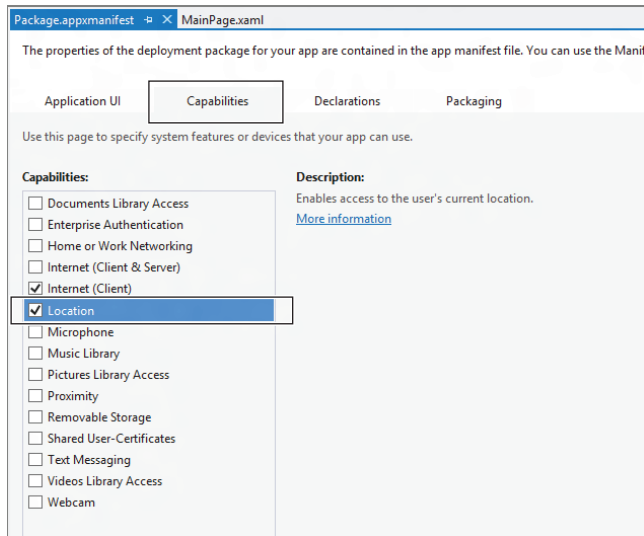 Package.appxmanifest MainPage.xaml
The properties of the deployment package for your app are contained in the app manifest file. You can use the Manif
Application UI Capabilities Declarations Packaging
Use this page to specify system features or devices that your app can use.
Capabilities: Description:
Documents Library Access Enables access to the user's current location.
Enterprise Authentication More information
Home or Work Networking
Internet (Client & Server)
Internet (Client)
Location
Microphone
Music Library
Pictures Library Access
Proximity
Removable Storage
Shared User-Certificates
Text Messaging
Videos Library Access
Webcam